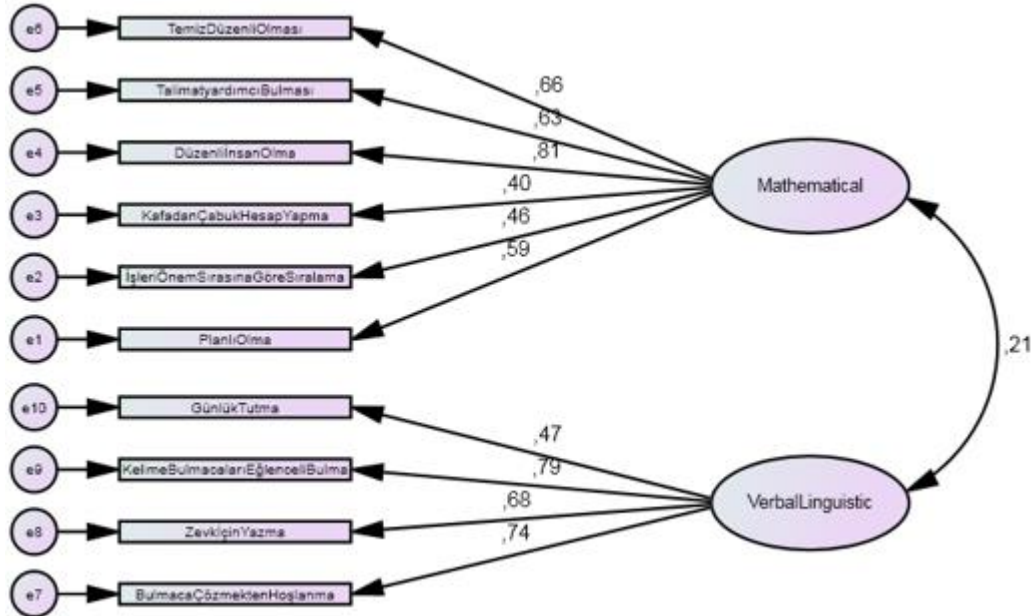 e6
TemizDüzenliOlması
,66
e5
TalimatyardımcıBulması
,63
e4
DüzenliInsanOlma
,81
Mathematical
e3
KafadanÇabukHesapYapma
,40
e2
IşleriÖnemSırasınaGöreSıralama
,46
e1
PlanlıOlma
,59
,21
e10
GünlükTutma
,47
e9
KelimeBulmacalarıEğlenceliBulma
,79
VerbalLinguistic
e8
ZevkIçinYazma
,68
e7
BulmacaÇözmektenHoşlanma
,74